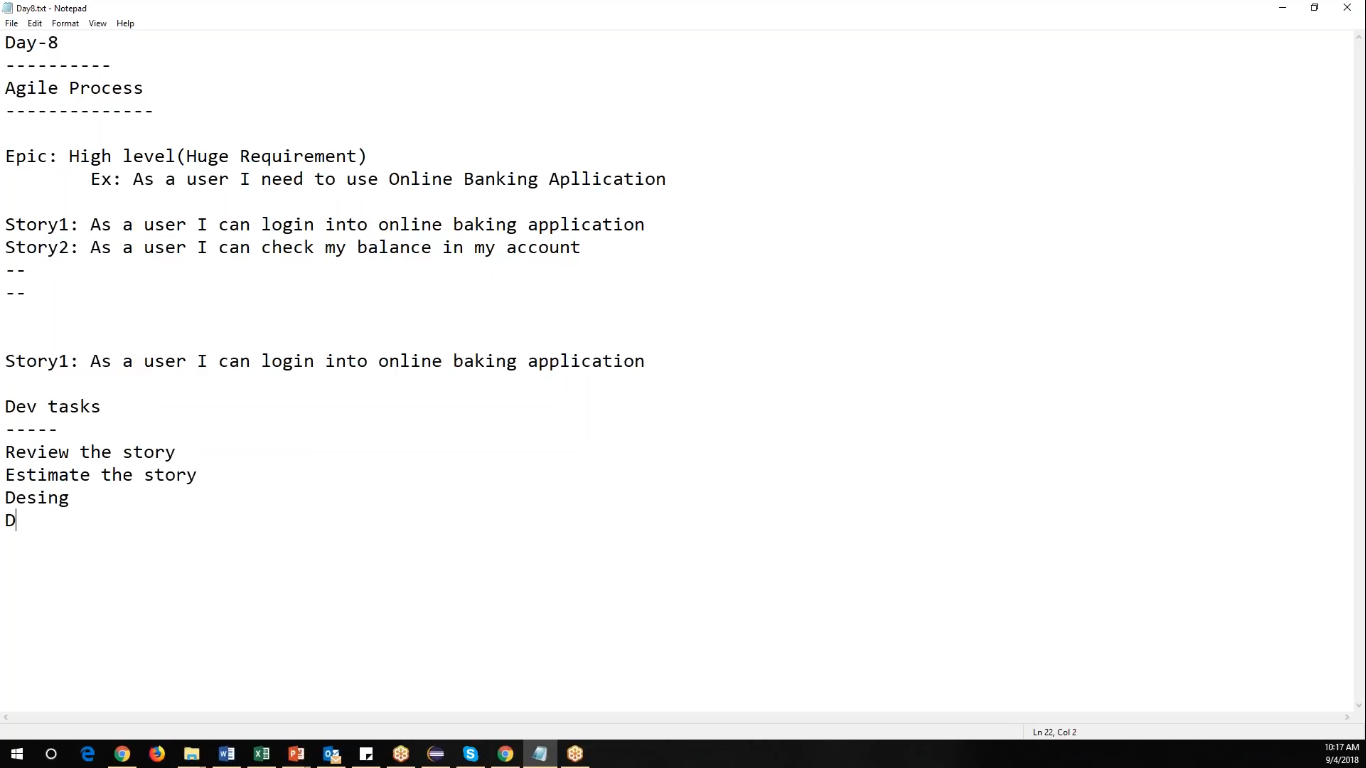 Day8.txt - Notepad
File Edit Format View Help
Day-8
----------
Agile Process
--------------
Epic: High level(Huge Requirement)
Ex: As a user I need to use Online Banking Apllication
Story1: As a user I can login into online baking application
Story2: As a user I can check my balance in my account
--
--
Story1: As a user I can login into online baking application
Dev tasks
-----
Review the story
Estimate the story
Desing
D
Ln 22, Col 2
10:17 AM
9/4/2018